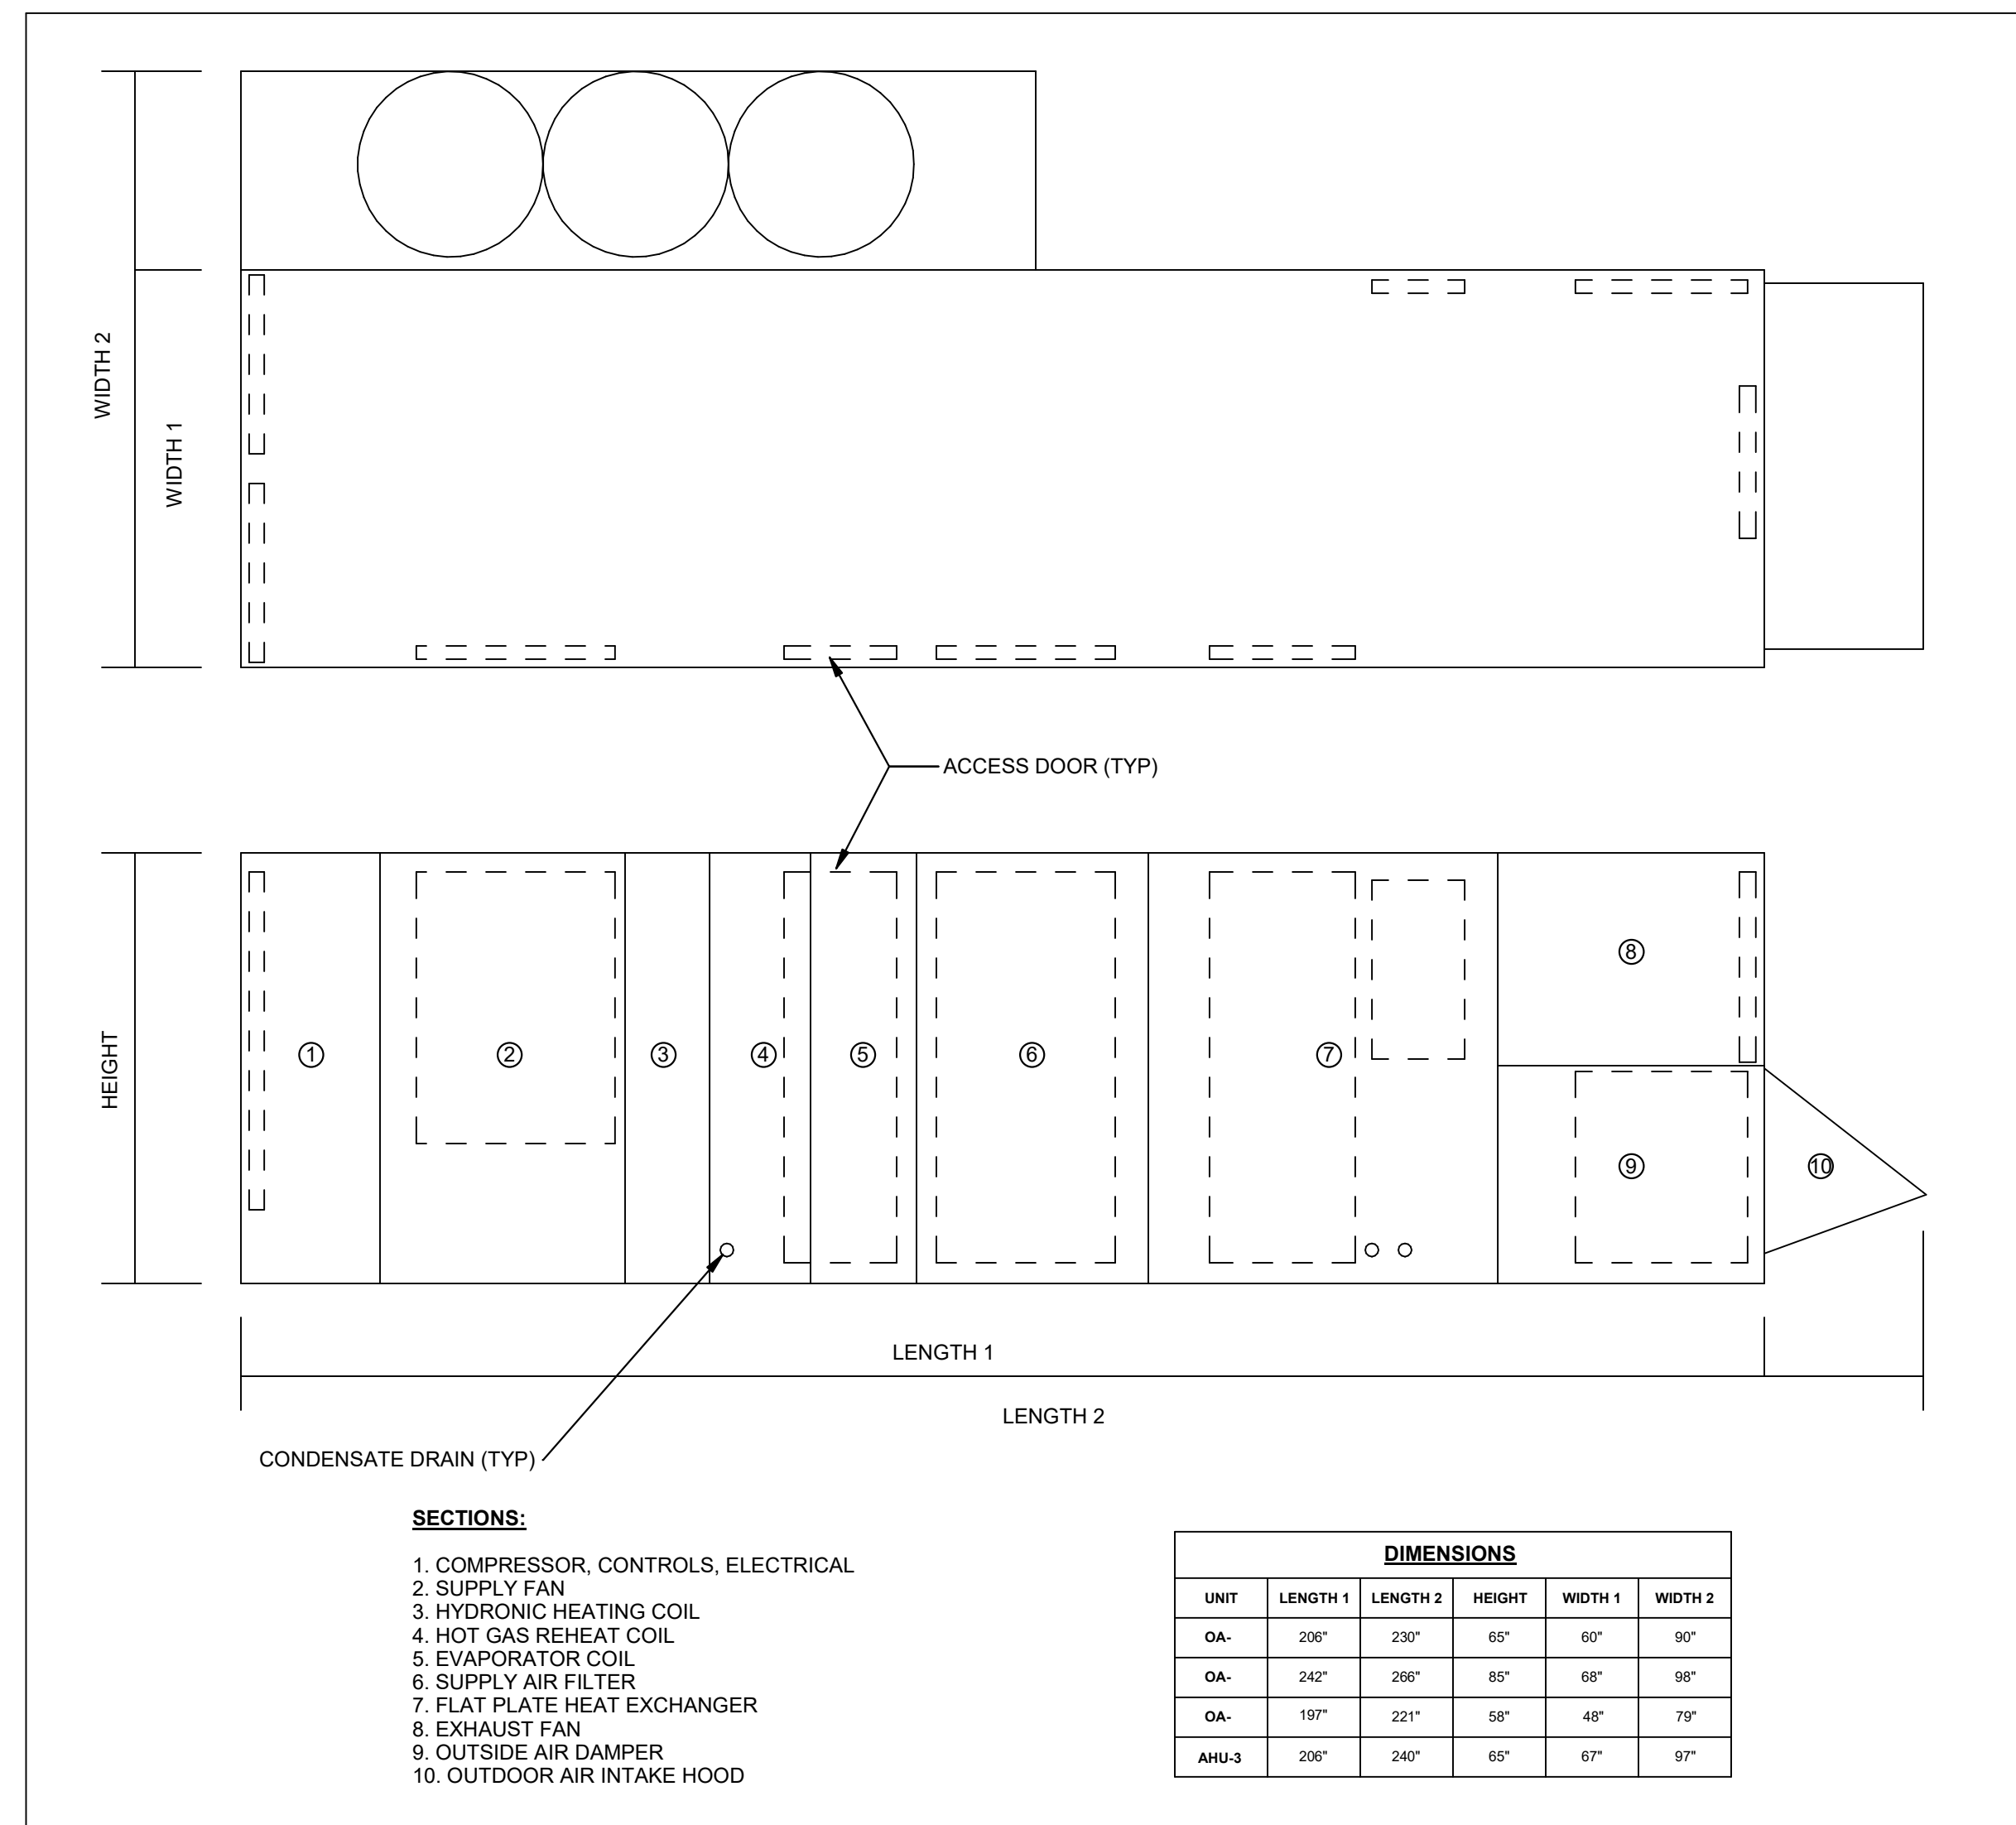 WIDTH 2
WIDTH 1
ACCESS DOOR (TYP)
HEIGHT
1
2
3
4
5
6
7
8
9
10
LENGTH 1
LENGTH 2
CONDENSATE DRAIN (TYP)
SECTIONS:
1. COMPRESSOR, CONTROLS, ELECTRICAL
2. SUPPLY FAN
3. HYDRONIC HEATING COIL
4. HOT GAS REHEAT COIL
5. EVAPORATOR COIL
6. SUPPLY AIR FILTER
7. FLAT PLATE HEAT EXCHANGER
8. EXHAUST FAN
9. OUTSIDE AIR DAMPER
10. OUTDOOR AIR INTAKE HOOD
DIMENSIONS
UNIT LENGTH 1 LENGTH 2 HEIGHT WIDTH 1 WIDTH 2
OA- 206" 230" 65" 60" 90"
OA- 242" 266" 85" 68" 98"
OA- 197" 221" 58" 48" 79"
AHU-3 206" 240" 65" 67" 97"